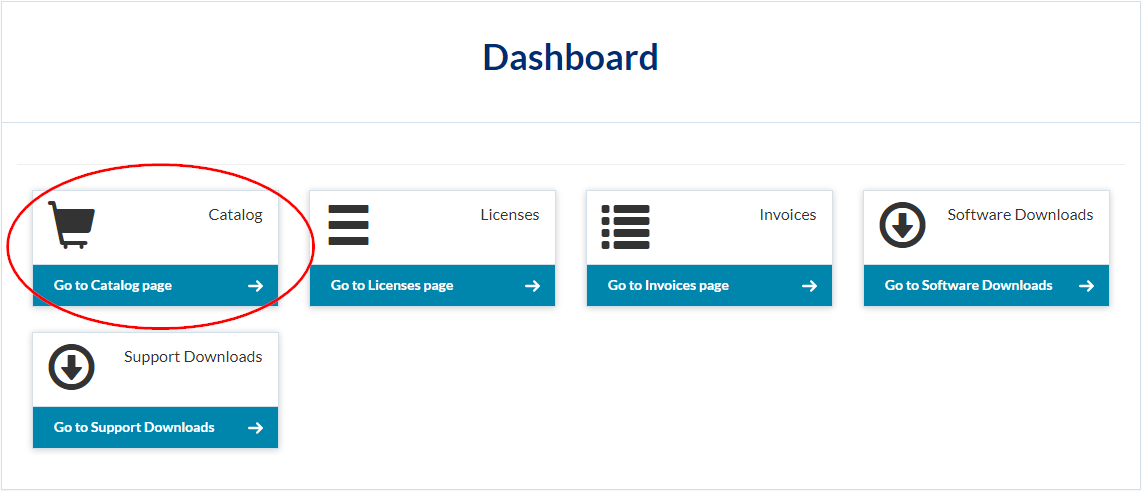 Dashboard
Catalog
Go to Catalog page
Licenses
Go to Licenses page
Invoices
Go to Invoices page
Software Downloads
Go to Software Downloads
Support Downloads
Go to Support Downloads